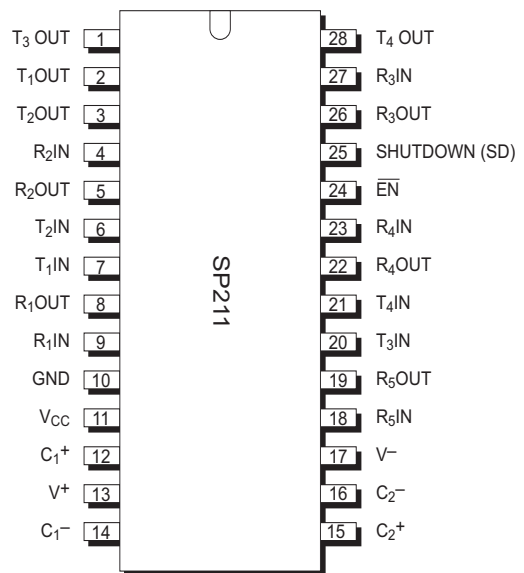 T₃ OUT 1 28 T₄ OUT
T₁OUT 2 27 R₃IN
T₂OUT 3 26 R₃OUT
R₂IN 4 25 SHUTDOWN (SD)
R₂OUT 5 24 E̅N̅
T₂IN 6 23 R₄IN
T₁IN 7 22 R₄OUT
SP211
R₁OUT 8 21 T₄IN
R₁IN 9 20 T₃IN
GND 10 19 R₅OUT
V_CC 11 18 R₅IN
C₁⁺ 12 17 V⁻
V⁺ 13 16 C₂⁻
C₁⁻ 14 15 C₂⁺